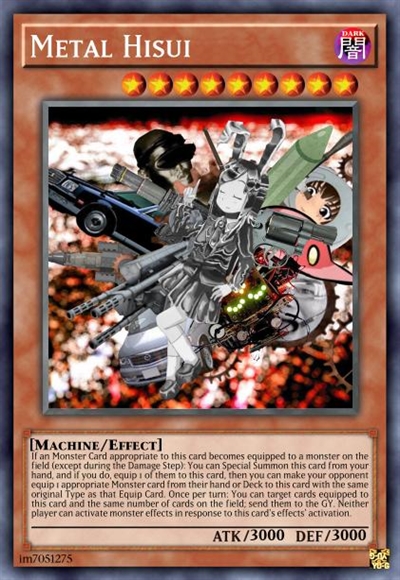 METAL HISUI
DARK
闇
[MACHINE/EFFECT]
If an Monster Card appropriate to this card becomes equipped to a monster on the
field (except during the Damage Step): You can Special Summon this card from your
hand, and if you do, equip 1 of them to this card, then you can make your opponent
equip 1 appropriate Monster card from their hand or Deck to this card with the same
original Type as that Equip Card. Once per turn: You can target cards equipped to
this card and the same number of cards on the field; send them to the GY. Neither
player can activate monster effects in response to this card's effects' activation.
ATK/3000 DEF/3000
im7051275